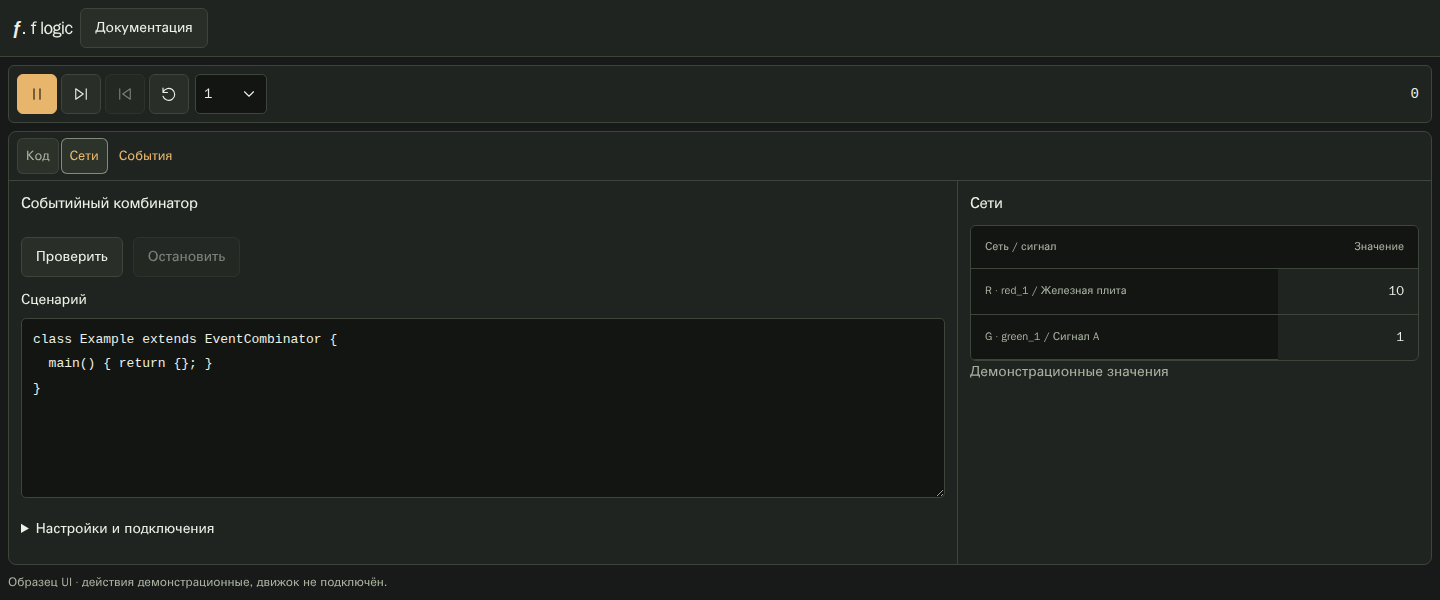 ƒ. f logic Документация
1 0
Код Сети События
Событийный комбинатор
Проверить Остановить
Сценарий
class Example extends EventCombinator {
  main() { return {}; }
}
Настройки и подключения
Сети
Сеть / сигнал Значение
R · red_1 / Железная плита 10
G · green_1 / Сигнал A 1
Демонстрационные значения
Образец UI · действия демонстрационные, движок не подключён.